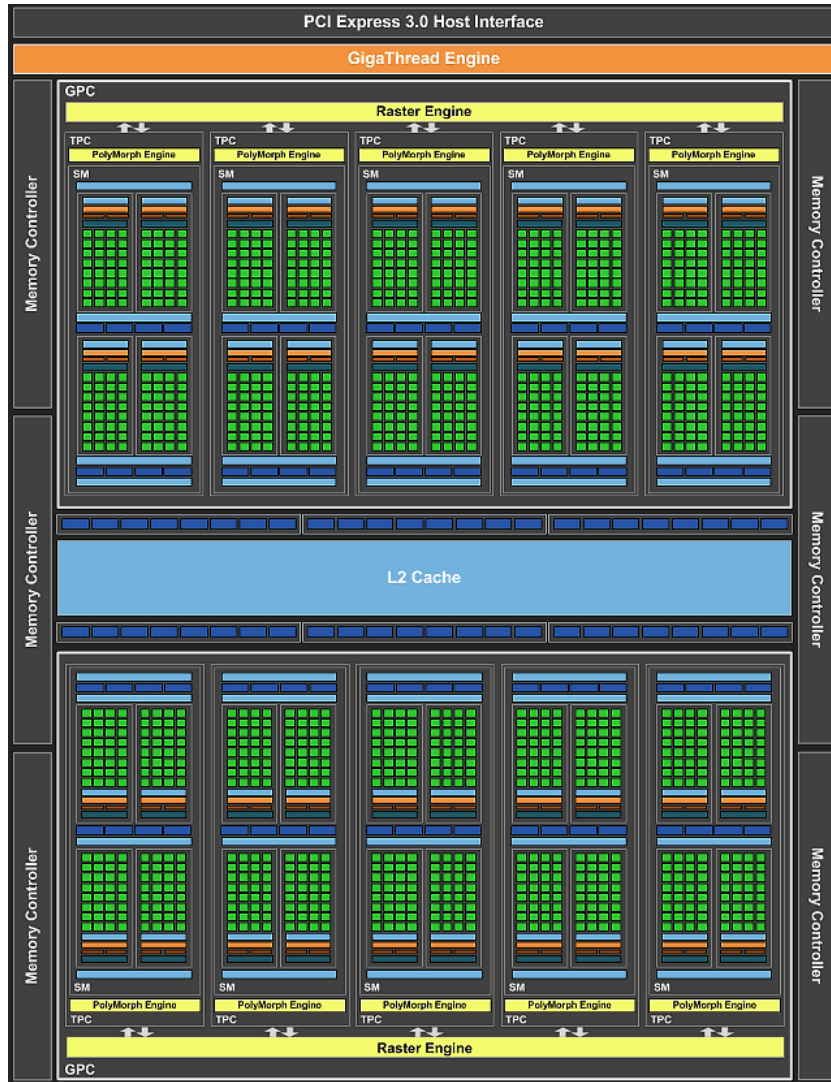 PCI Express 3.0 Host Interface
GigaThread Engine
GPC
Raster Engine
TPC TPC TPC TPC TPC
PolyMorph Engine PolyMorph Engine PolyMorph Engine PolyMorph Engine PolyMorph Engine
SM SM SM SM SM
Memory Controller
Memory Controller
Memory Controller
Memory Controller
L2 Cache
Memory Controller
Memory Controller
SM SM SM SM SM
PolyMorph Engine PolyMorph Engine PolyMorph Engine PolyMorph Engine PolyMorph Engine
TPC TPC TPC TPC TPC
Raster Engine
GPC